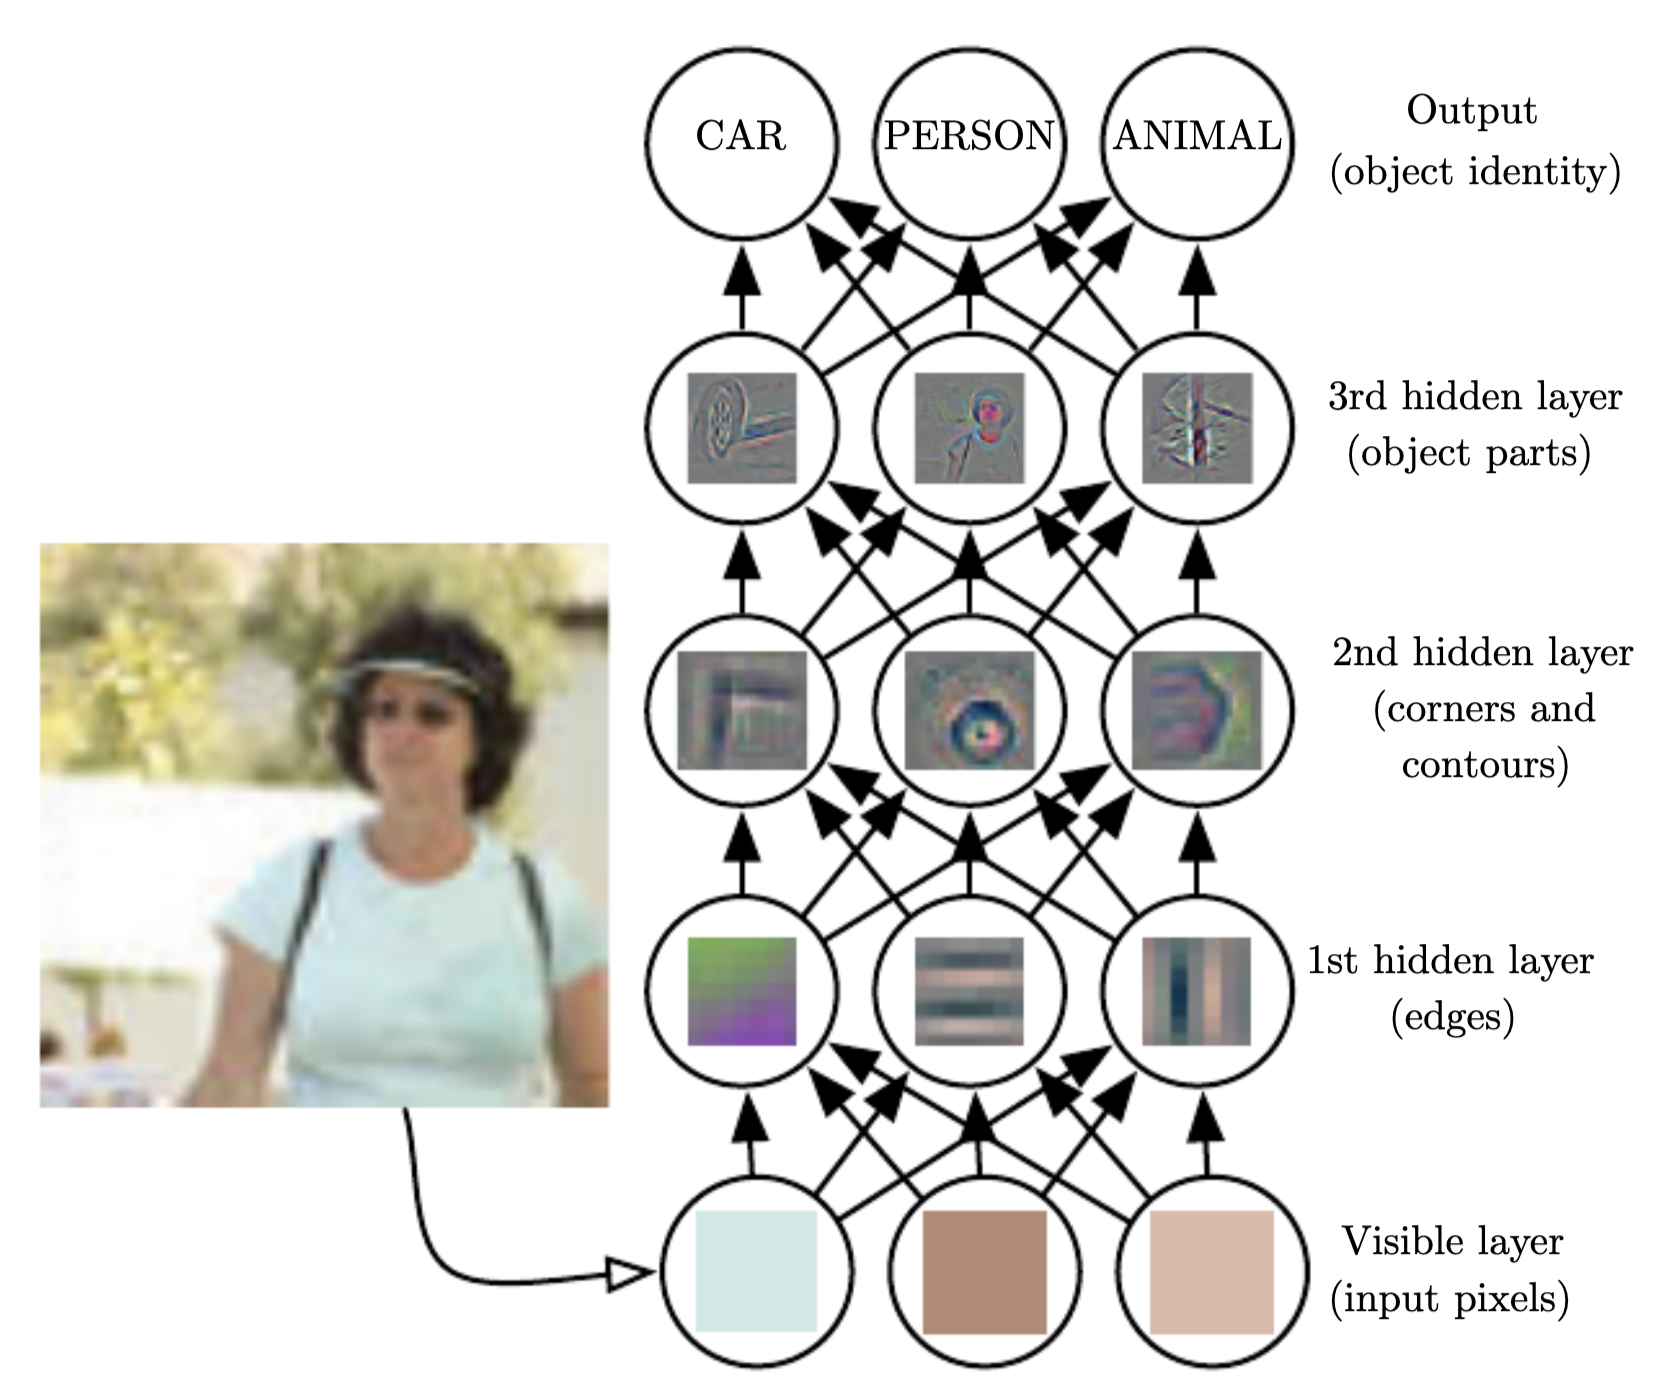 CAR
PERSON
ANIMAL
Output
(object identity)
3rd hidden layer
(object parts)
2nd hidden layer
(corners and
contours)
1st hidden layer
(edges)
Visible layer
(input pixels)